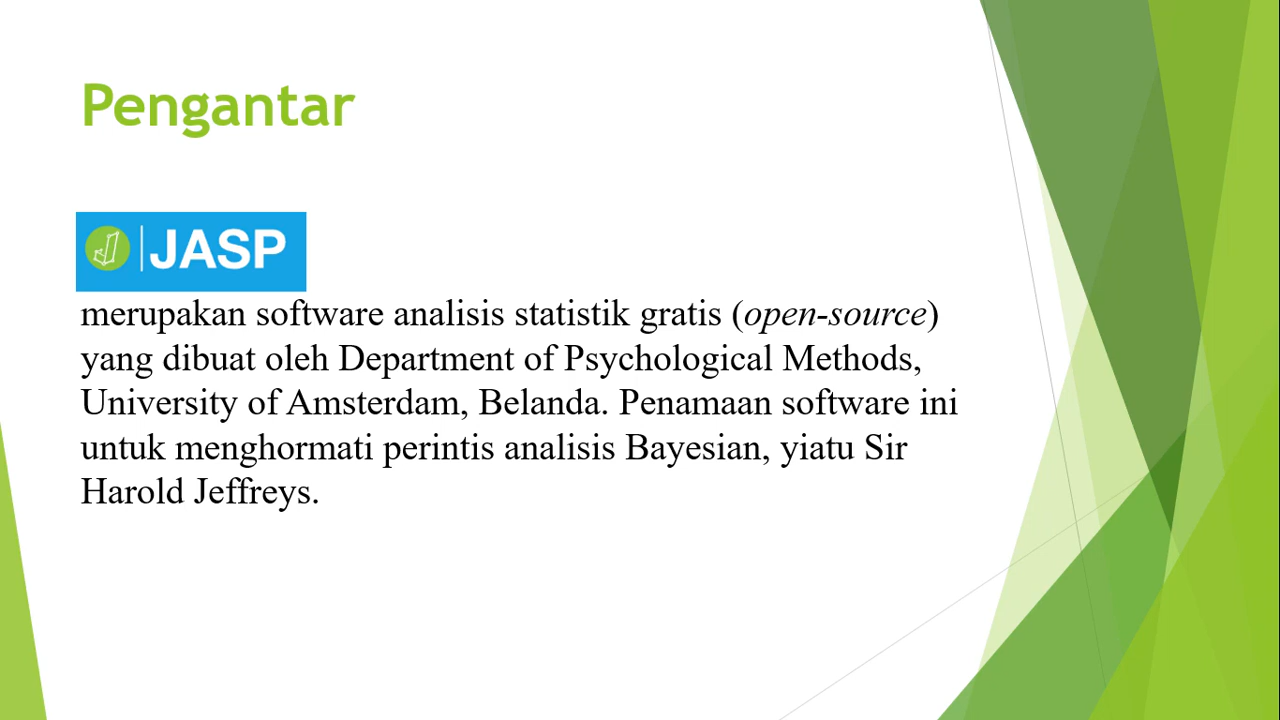 Pengantar
JASP
merupakan software analisis statistik gratis (open-source)
yang dibuat oleh Department of Psychological Methods,
University of Amsterdam, Belanda. Penamaan software ini
untuk menghormati perintis analisis Bayesian, yiatu Sir
Harold Jeffreys.